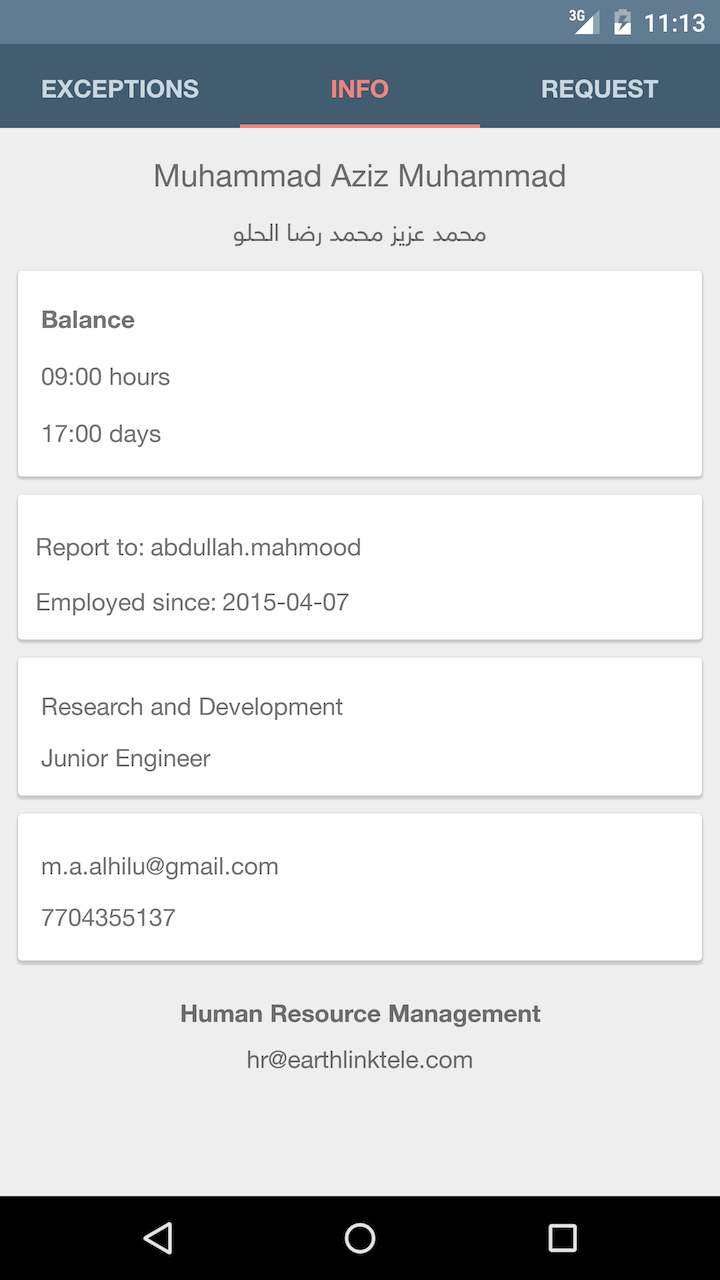 3G 11:13
EXCEPTIONS INFO REQUEST
Muhammad Aziz Muhammad
محمد عزيز محمد رضا الحلو
Balance
09:00 hours
17:00 days
Report to: abdullah.mahmood
Employed since: 2015-04-07
Research and Development
Junior Engineer
m.a.alhilu@gmail.com
7704355137
Human Resource Management
hr@earthlinktele.com